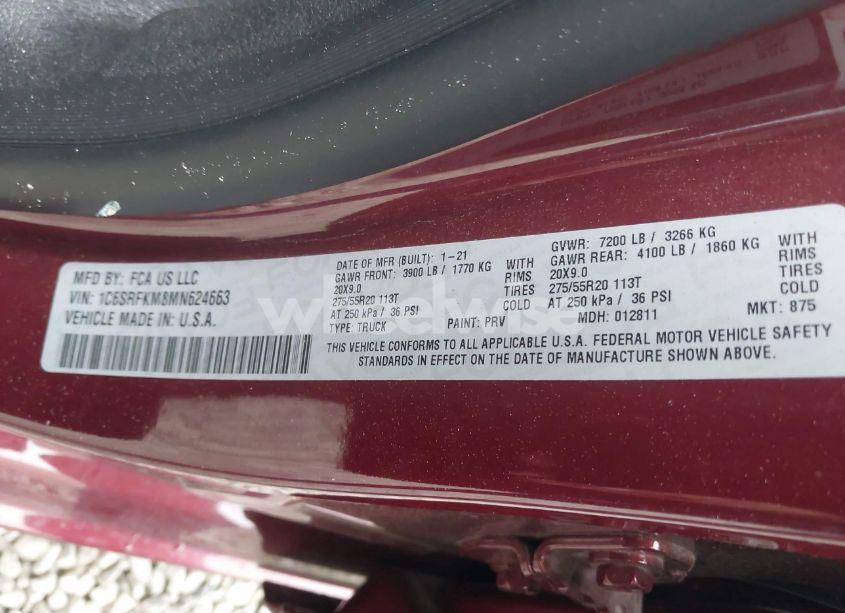 MFD BY: FCA US LLC
VIN: 1C6SRFKM8MN624663
VEHICLE MADE IN: U.S.A.
DATE OF MFR (BUILT): 1-21
GAWR FRONT: 3900 LB / 1770 KG WITH
20X9.0 RIMS
275/55R20 113T TIRES
AT 250 kPa / 36 PSI COLD
TYPE: TRUCK PAINT: PRV
GVWR: 7200 LB / 3266 KG
GAWR REAR: 4100 LB / 1860 KG WITH
20X9.0 RIMS
275/55R20 113T TIRES
AT 250 kPa / 36 PSI COLD
MDH: 012811 MKT: 875
THIS VEHICLE CONFORMS TO ALL APPLICABLE U.S.A. FEDERAL MOTOR VEHICLE SAFETY
STANDARDS IN EFFECT ON THE DATE OF MANUFACTURE SHOWN ABOVE.